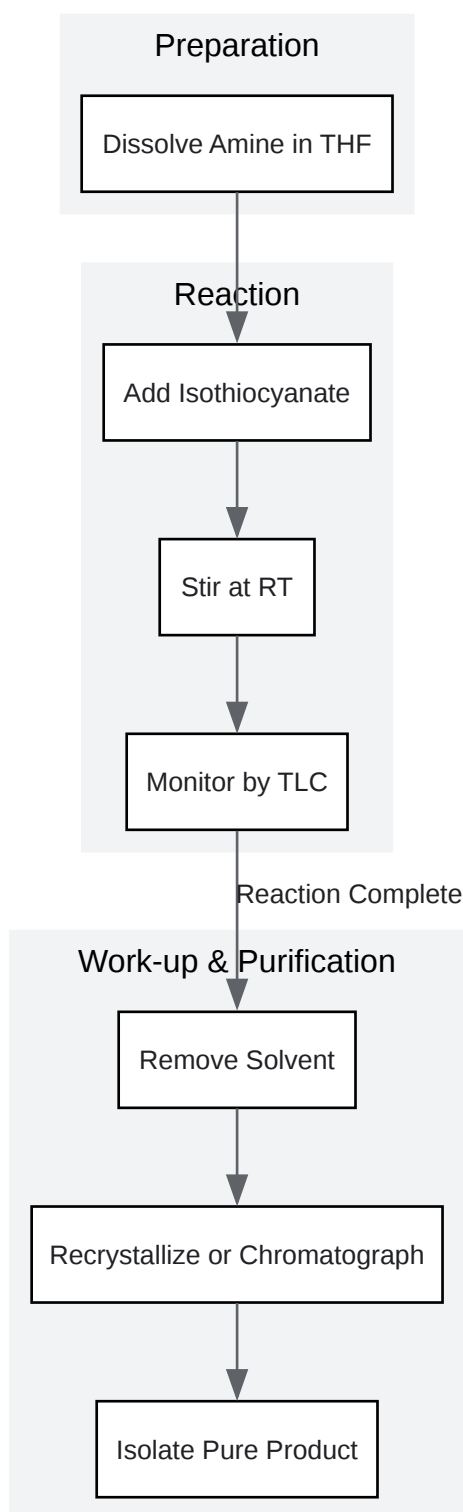 Preparation
Dissolve Amine in THF
Reaction
Add Isothiocyanate
Stir at RT
Monitor by TLC
Reaction Complete
Work-up & Purification
Remove Solvent
Recrystallize or Chromatograph
Isolate Pure Product